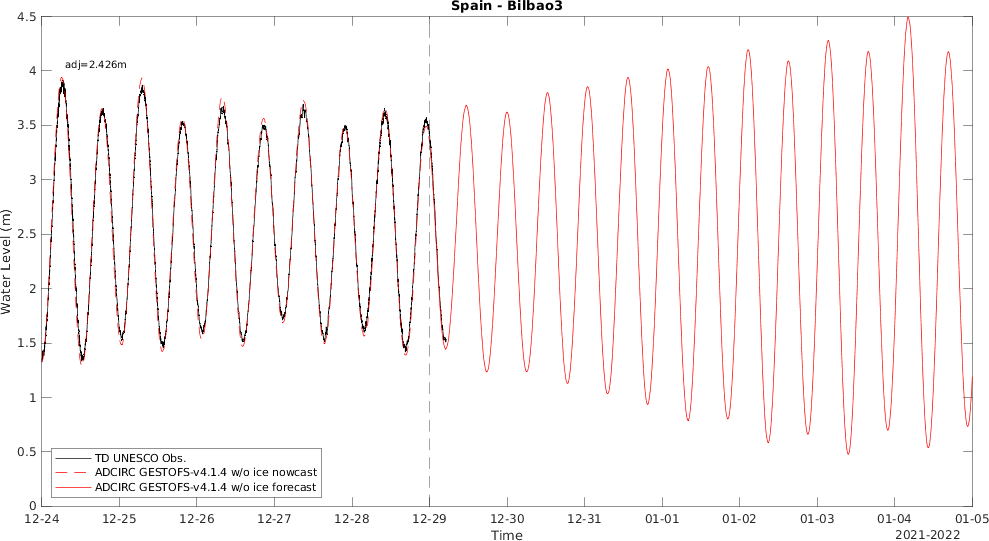 Spain - Bilbao3
adj=2.426m
Water Level (m)
4.5
4
3.5
3
2.5
2
1.5
1
0.5
0
TD UNESCO Obs.
ADCIRC GESTOFS-v4.1.4 w/o ice nowcast
ADCIRC GESTOFS-v4.1.4 w/o ice forecast
12-24 12-25 12-26 12-27 12-28 12-29 12-30 12-31 01-01 01-02 01-03 01-04 01-05
Time
2021-2022